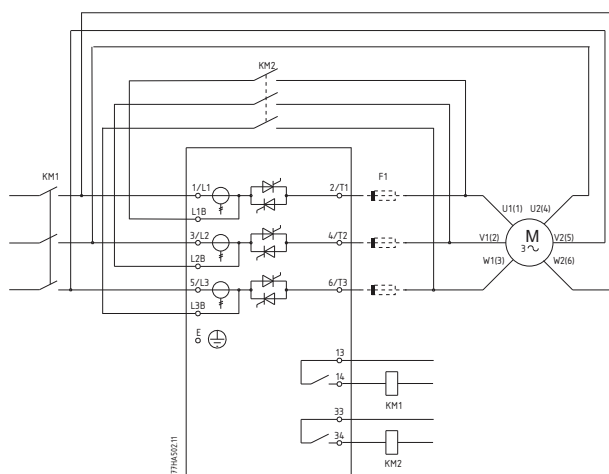 KM2
KM1
F1
1/L1
2/T1
L1B
3/L2
4/T2
L2B
5/L3
6/T3
L3B
E
U1(1)
U2(4)
V1(2)
M
3~
V2(5)
W1(3)
W2(6)
13
14
KM1
33
34
KM2
77HA502.11